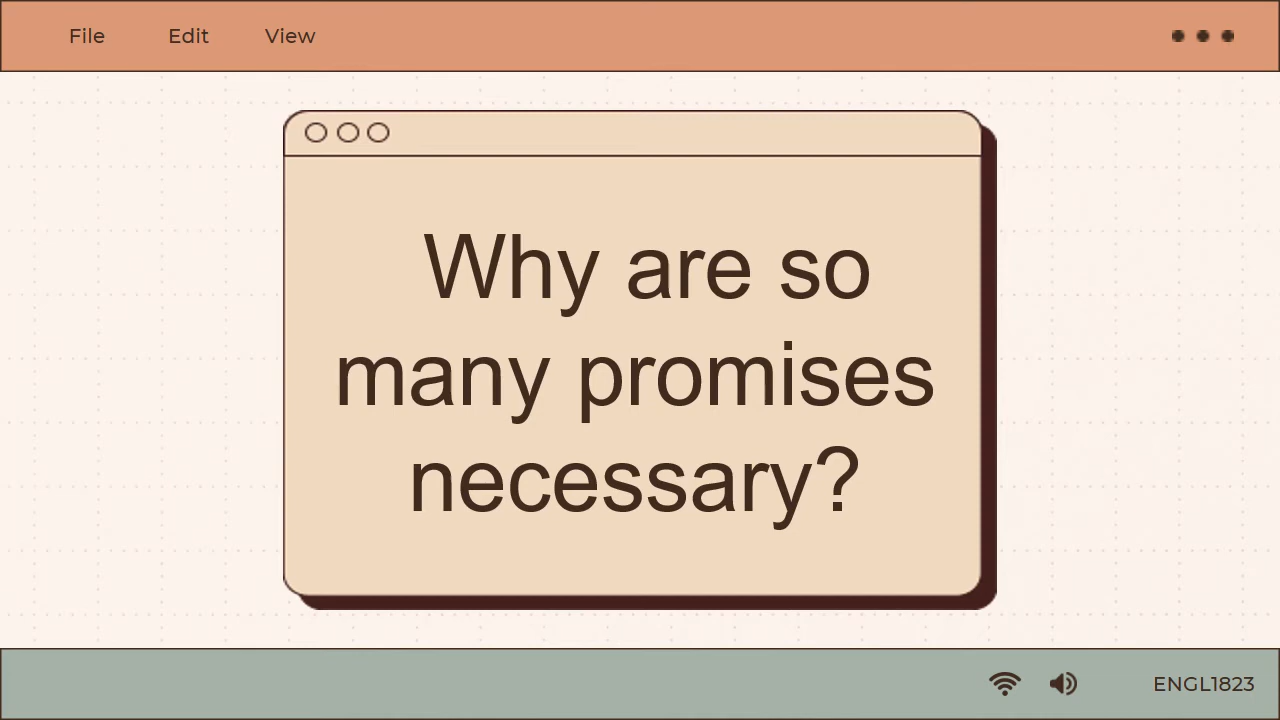 File Edit View
Why are so
many promises
necessary?
ENGL1823